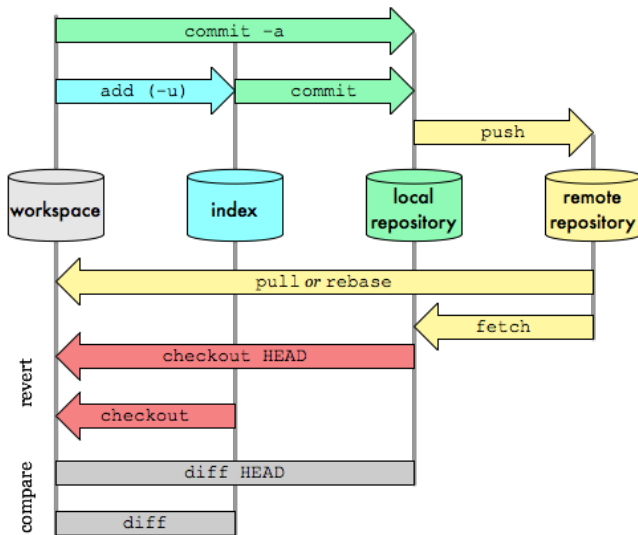 commit -a
add (-u)
commit
push
workspace
index
local
repository
remote
repository
pull or rebase
fetch
revert
checkout HEAD
checkout
compare
diff HEAD
diff